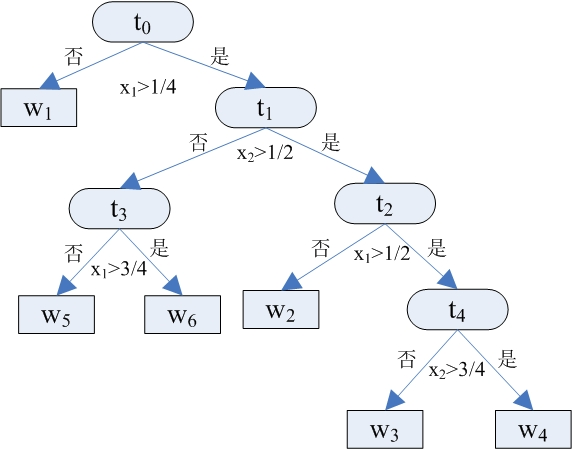 t₀
否
是
x₁>1/4
w₁
t₁
否
是
x₂>1/2
t₃
t₂
否
是
x₁>3/4
否
是
x₁>1/2
w₅
w₆
w₂
t₄
否
是
x₂>3/4
w₃
w₄